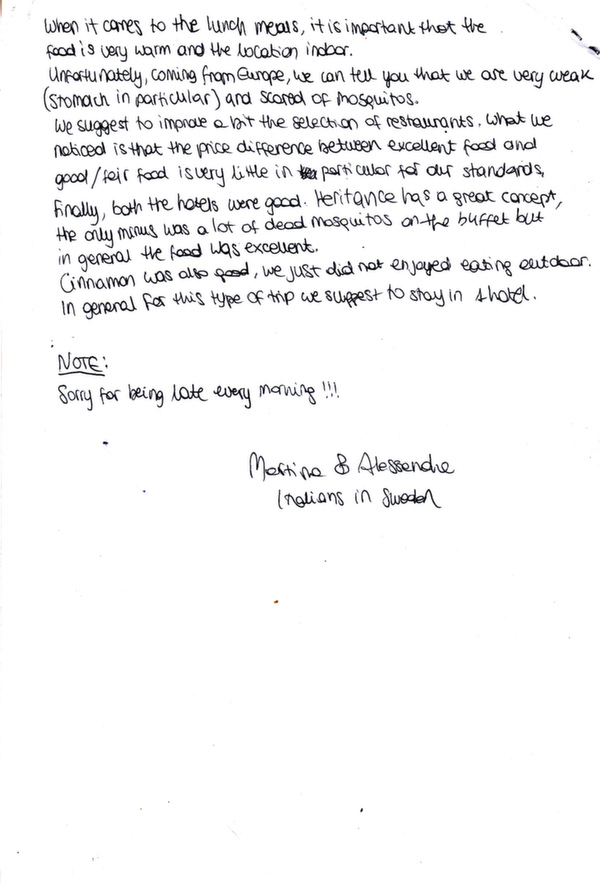 When it comes to the lunch meals, it is important that the
food is very warm and the location indoor.
Unfortunately, coming from Europe, we can tell you that we are very weak
(stomach in particular) and scared of mosquitos.
We suggest to improve a bit the selection of restaurants. What we
noticed is that the price difference between excellent food and
good/fair food is very little in particular for our standards.
Finally, both the hotels were good. Heritance has a great concept,
the only minus was a lot of dead mosquitos on the buffet but
in general the food was excellent.
Cinnamon was also good, we just did not enjoyed eating outdoor.
In general for this type of trip we suggest to stay in 1 hotel.
NOTE:
Sorry for being late every morning!!!
Martina & Alessandro
Italians in Sweden